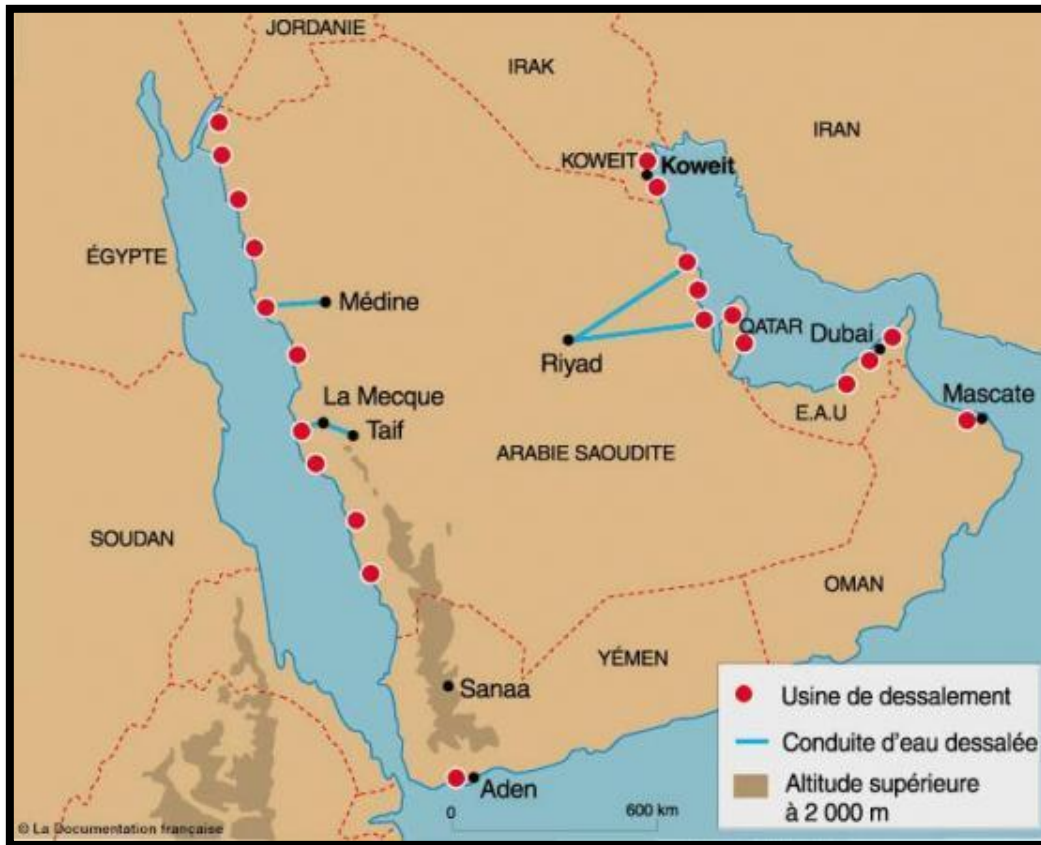 JORDANIE
IRAK
IRAN
KOWEIT
Koweit
ÉGYPTE
Médine
QATAR
Dubai
Riyad
La Mecque
Mascate
Taif
E.A.U
ARABIE SAOUDITE
SOUDAN
OMAN
YÉMEN
Sanaa
Usine de dessalement
Conduite d'eau dessalée
Aden
Altitude supérieure
à 2 000 m
0
600 km
© La Documentation française